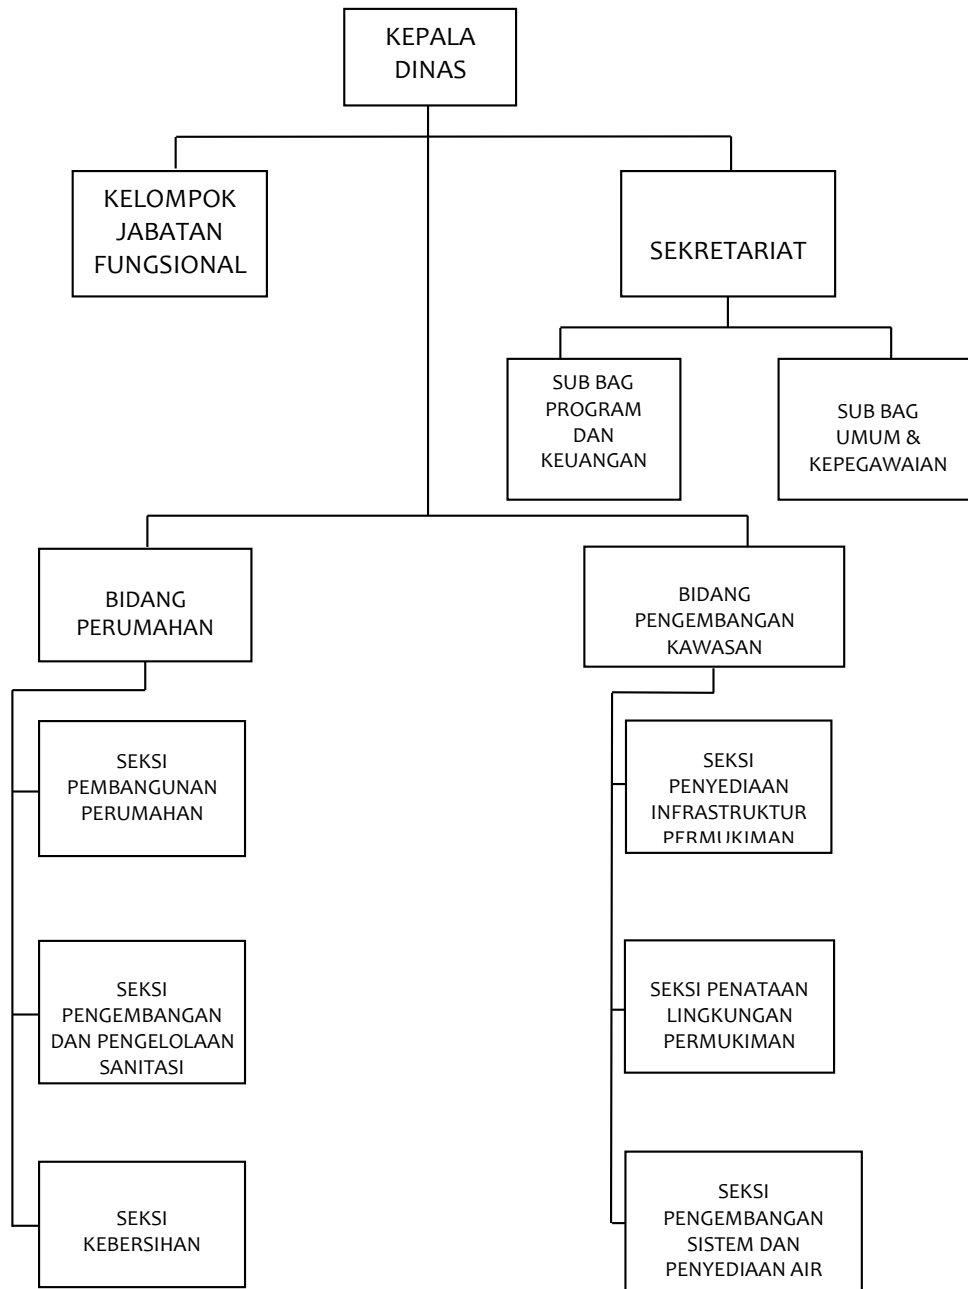 KEPALA
DINAS
KELOMPOK
JABATAN
FUNGSIONAL
SEKRETARIAT
SUB BAG
PROGRAM
DAN
KEUANGAN
SUB BAG
UMUM &
KEPEGAWAIAN
BIDANG
PERUMAHAN
BIDANG
PENGEMBANGAN
KAWASAN
SEKSI
PEMBANGUNAN
PERUMAHAN
SEKSI
PENYEDIAAN
INFRASTRUKTUR
PERMUKIMAN
SEKSI
PENGEMBANGAN
DAN PENGELOLAAN
SANITASI
SEKSI PENATAAN
LINGKUNGAN
PERMUKIMAN
SEKSI
KEBERSIHAN
SEKSI
PENGEMBANGAN
SISTEM DAN
PENYEDIAAN AIR